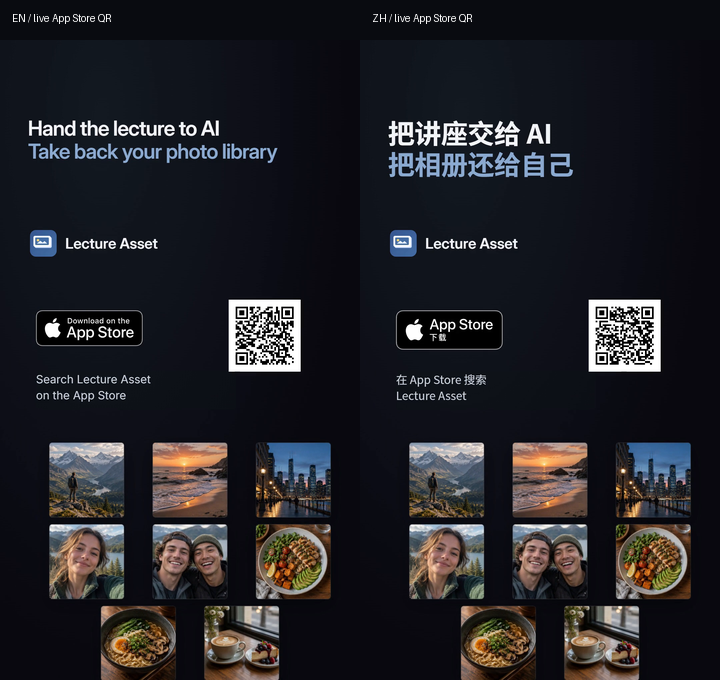 EN / live App Store QR
Hand the lecture to AI
Take back your photo library
Lecture Asset
Download on the
App Store
Search Lecture Asset
on the App Store
ZH / live App Store QR
把讲座交给 AI
把相册还给自己
Lecture Asset
App Store
下载
在 App Store 搜索
Lecture Asset